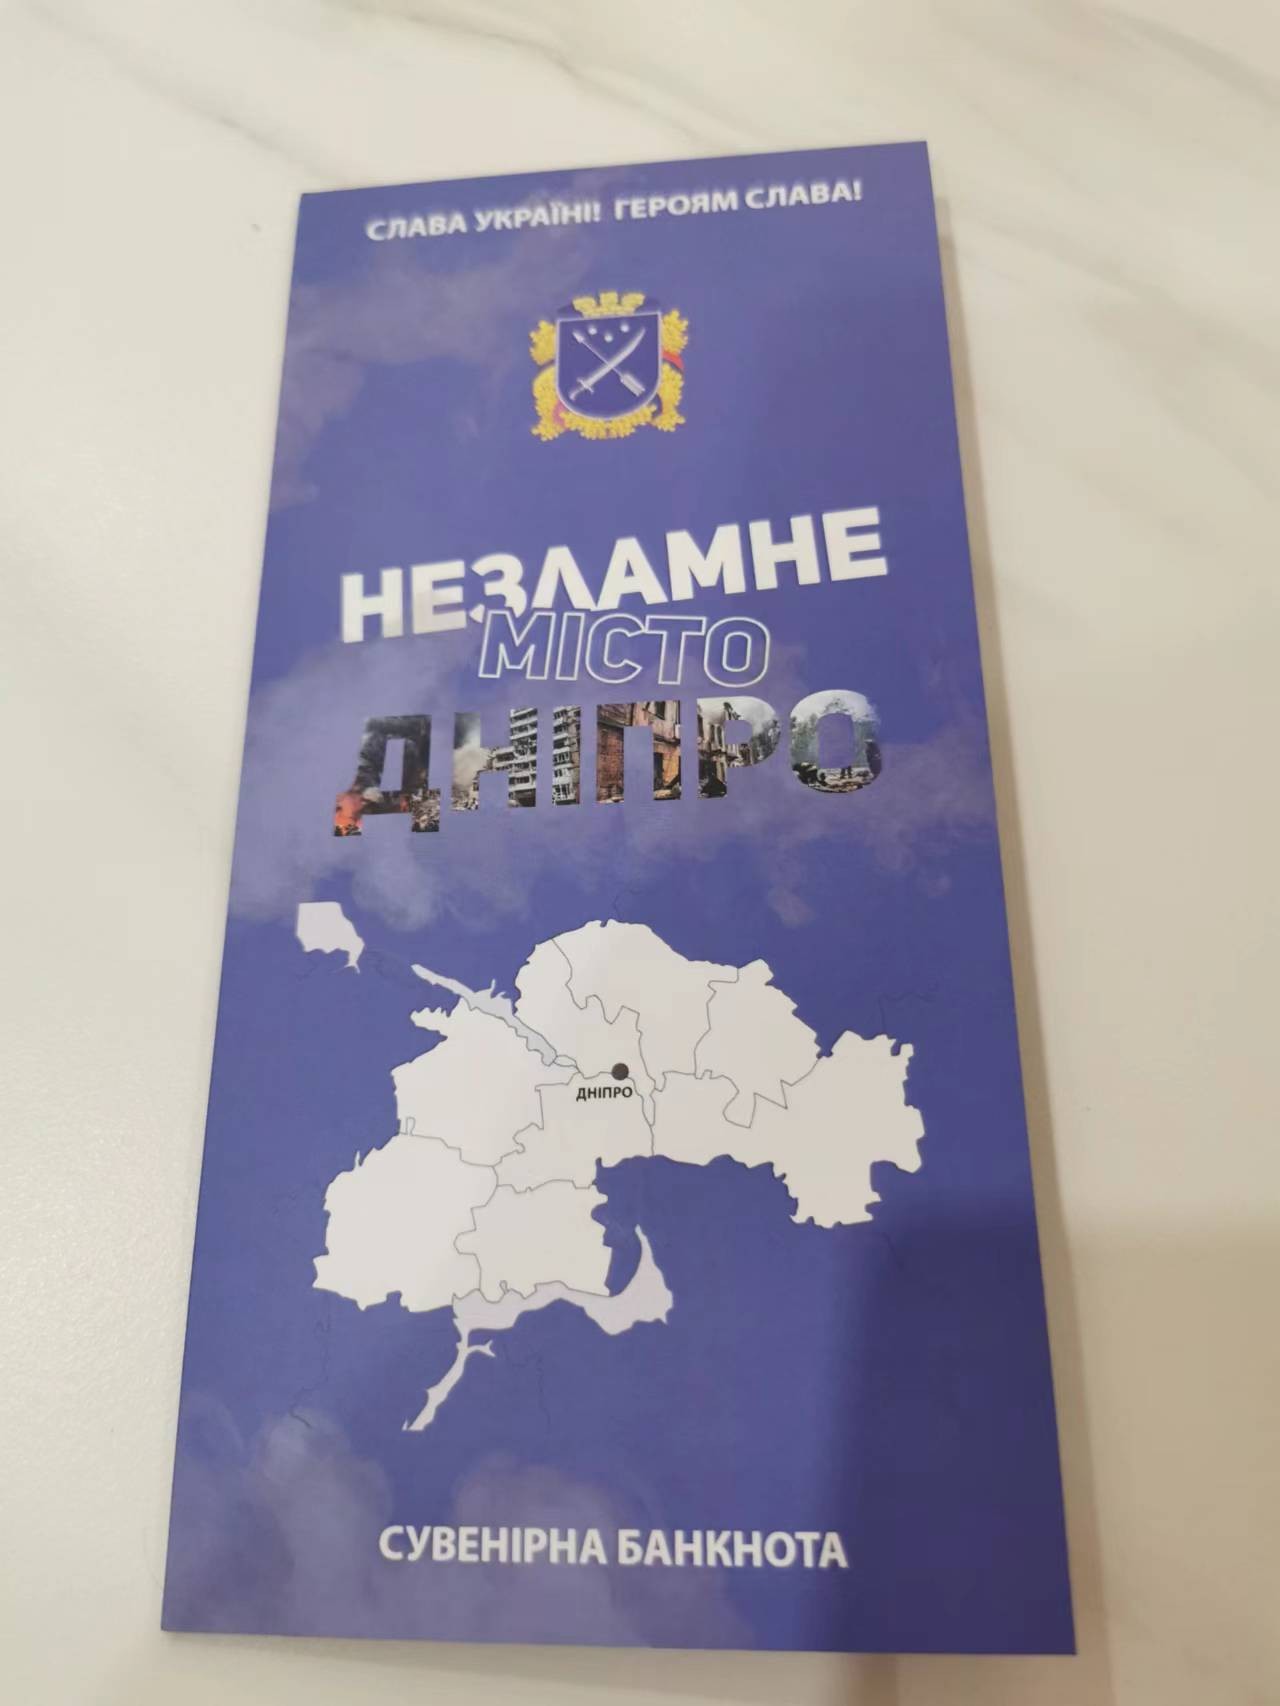 СЛАВА УКРАЇНІ! ГЕРОЯМ СЛАВА!
НЕЗЛАМНЕ
МІСТО
ДНІПРО
ДНІПРО
СУВЕНІРНА БАНКНОТА